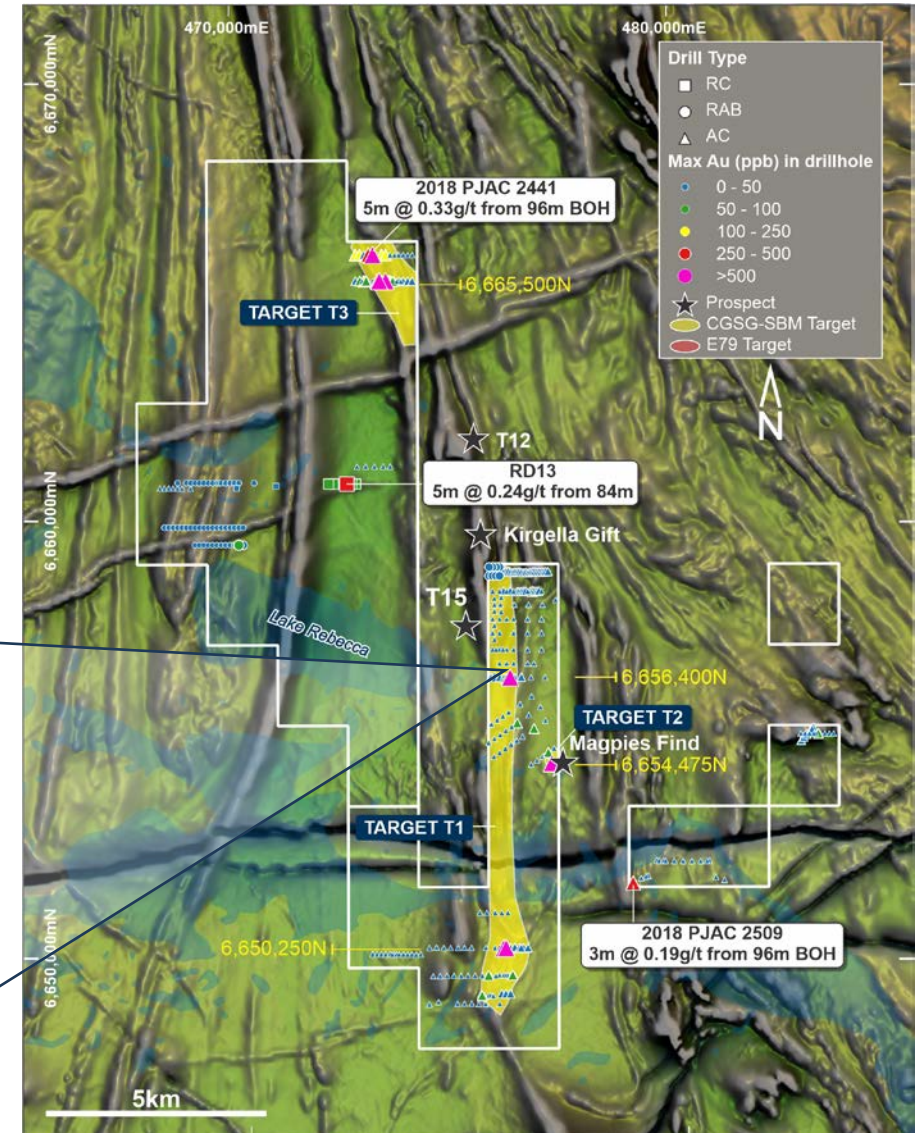 470,000mE
480,000mE
6,670,000mN
6,660,000mN
6,650,000mN
Drill Type
RC
RAB
AC
Max Au (ppb) in drillhole
0 - 50
50 - 100
100 - 250
250 - 500
>500
Prospect
CGSG-SBM Target
E79 Target
N
2018 PJAC 2441
5m @ 0.33g/t from 96m BOH
6,665,500N
TARGET T3
T12
RD13
5m @ 0.24g/t from 84m
Kirgella Gift
T15
Lake Rebecca
6,656,400N
TARGET T2
Magpies Find
6,654,475N
TARGET T1
6,650,250N
2018 PJAC 2509
3m @ 0.19g/t from 96m BOH
5km